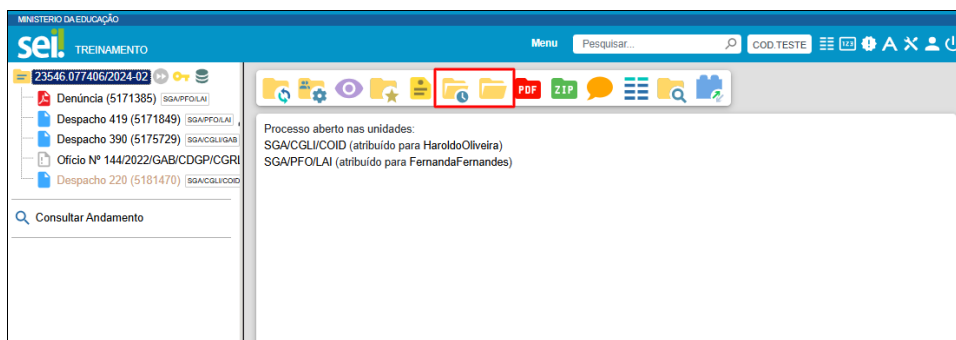 MINISTERIO DA EDUCAÇÃO
sei! TREINAMENTO
Menu
Pesquisar...
COD.TESTE
123
23546.077406/2024-02
Denúncia (5171385) SGA/PFO/LAI
Despacho 419 (5171849) SGA/PFO/LAI
Despacho 390 (5175729) SGA/CGLI/GAB
Ofício Nº 144/2022/GAB/CDGP/CGRL
Despacho 220 (5181470) SGA/CGLI/COID
Consultar Andamento
PDF
ZIP
Processo aberto nas unidades:
SGA/CGLI/COID (atribuído para HaroldoOliveira)
SGA/PFO/LAI (atribuído para FernandaFernandes)